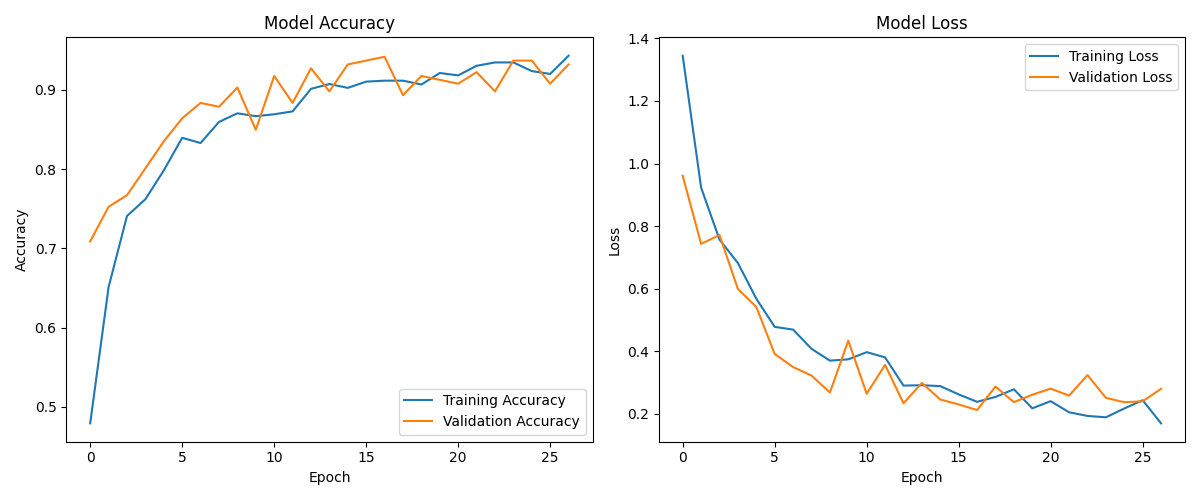 Model Accuracy
Accuracy
0.9
0.8
0.7
0.6
0.5
0 5 10 15 20 25
Epoch
Training Accuracy
Validation Accuracy
Model Loss
Loss
1.4
1.2
1.0
0.8
0.6
0.4
0.2
0 5 10 15 20 25
Epoch
Training Loss
Validation Loss